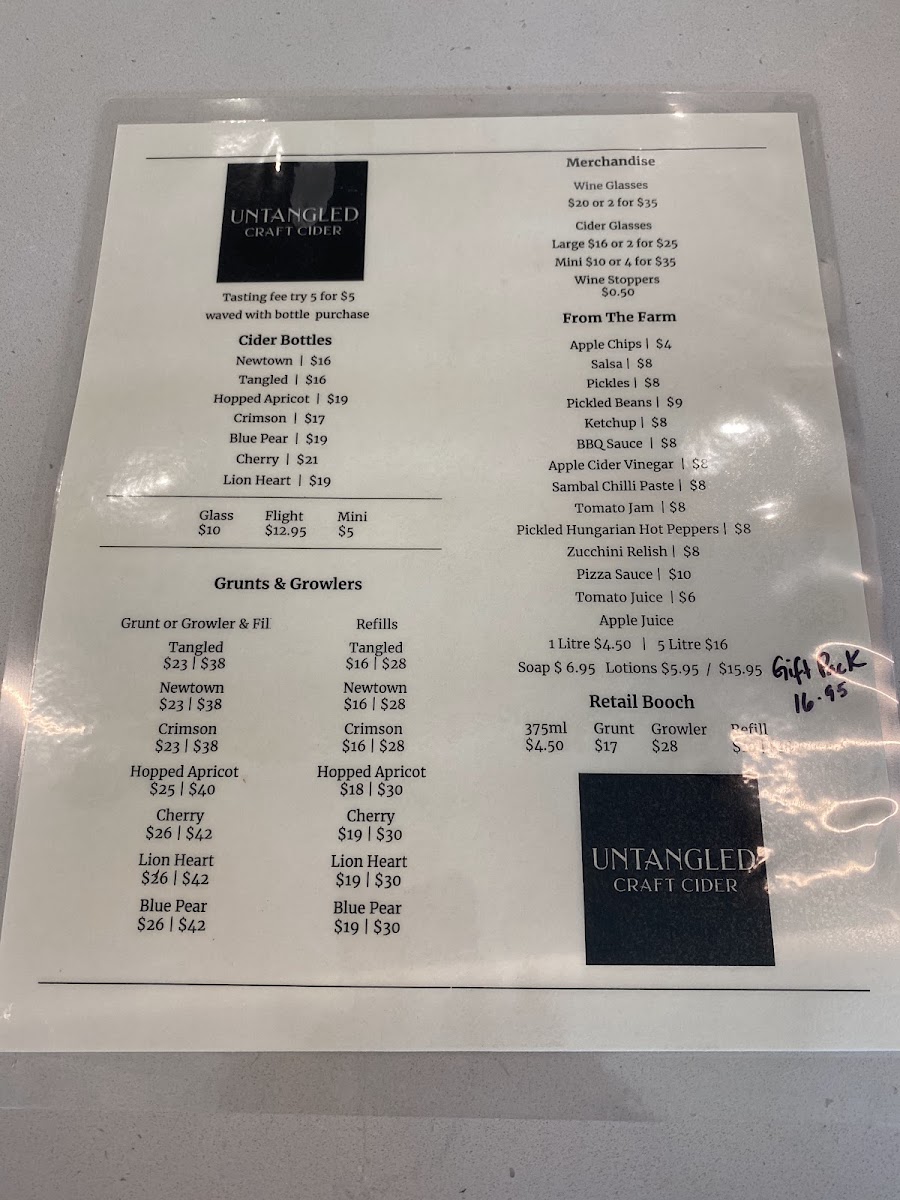 UNTANGLED
CRAFT CIDER
Tasting fee try 5 for $5
waved with bottle purchase
Cider Bottles
Newtown | $16
Tangled | $16
Hopped Apricot | $19
Crimson | $17
Blue Pear | $19
Cherry | $21
Lion Heart | $19
Glass Flight Mini
$10 $12.95 $5
Grunts & Growlers
Grunt or Growler & Fil Refills
Tangled Tangled
$23 | $38 $16 | $28
Newtown Newtown
$23 | $38 $16 | $28
Crimson Crimson
$23 | $38 $16 | $28
Hopped Apricot Hopped Apricot
$25 | $40 $18 | $30
Cherry Cherry
$26 | $42 $19 | $30
Lion Heart Lion Heart
$26 | $42 $19 | $30
Blue Pear Blue Pear
$26 | $42 $19 | $30
Merchandise
Wine Glasses
$20 or 2 for $35
Cider Glasses
Large $16 or 2 for $25
Mini $10 or 4 for $35
Wine Stoppers
$0.50
From The Farm
Apple Chips | $4
Salsa | $8
Pickles | $8
Pickled Beans | $9
Ketchup | $8
BBQ Sauce | $8
Apple Cider Vinegar | $8
Sambal Chilli Paste | $8
Tomato Jam | $8
Pickled Hungarian Hot Peppers | $8
Zucchini Relish | $8
Pizza Sauce | $10
Tomato Juice | $6
Apple Juice
1 Litre $4.50 | 5 Litre $16
Soap $ 6.95 Lotions $5.95 / $15.95 Gift Pack
16.95
Retail Booch
375ml Grunt Growler Refill
$4.50 $17 $28
UNTANGLED
CRAFT CIDER